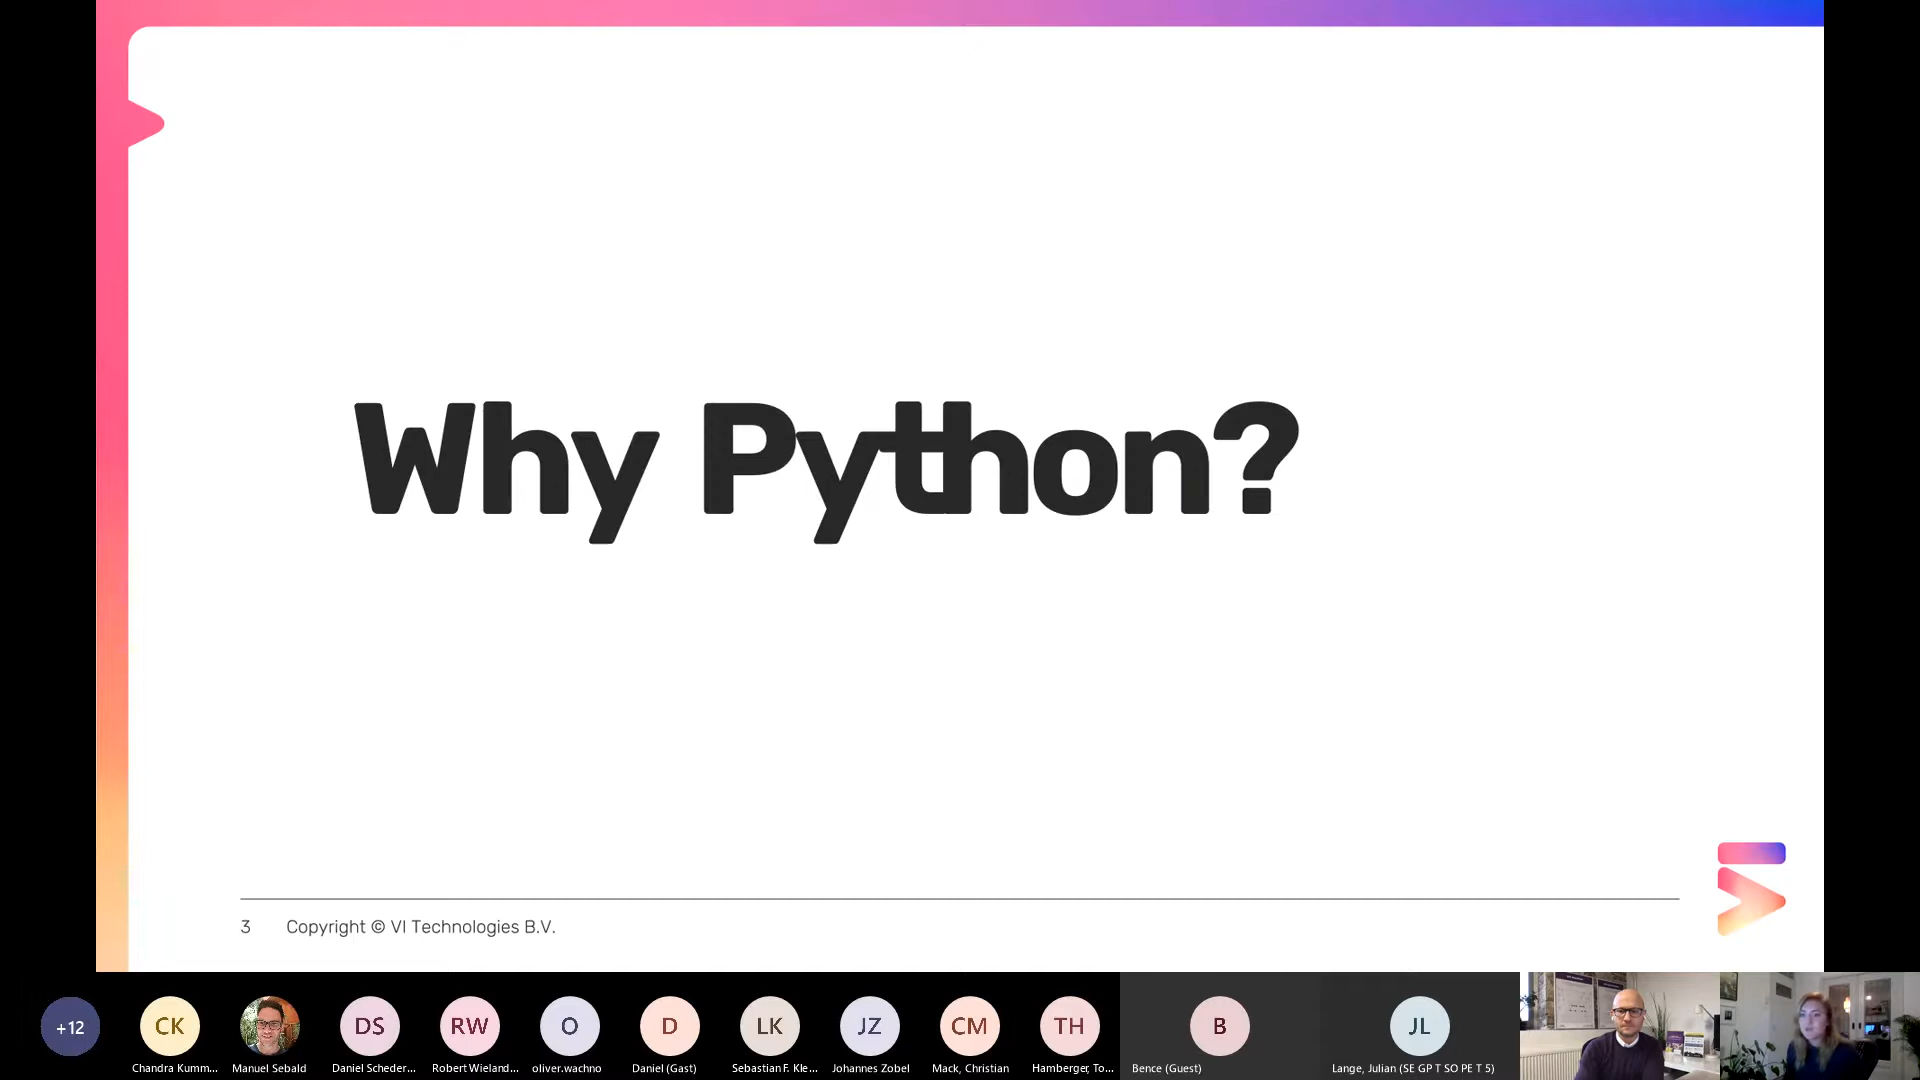 Why Python?
3 Copyright © VI Technologies B.V.
+12
CK
DS
RW
O
D
LK
JZ
CM
TH
B
JL
Chandra Kumm...
Manuel Sebald
Daniel Scheder...
Robert Wieland...
oliver.wachno
Daniel (Gast)
Sebastian F. Kle...
Johannes Zobel
Mack, Christian
Hamberger, To...
Bence (Guest)
Lange, Julian (SE GP T SO PE T 5)